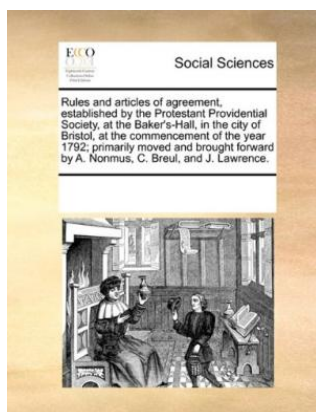 ECCO
Social Sciences
Rules and articles of agreement,
established by the Protestant Providential
Society, at the Baker's-Hall, in the city of
Bristol, at the commencement of the year
1792; primarily moved and brought forward
by A. Nonmus, C. Breul, and J. Lawrence.